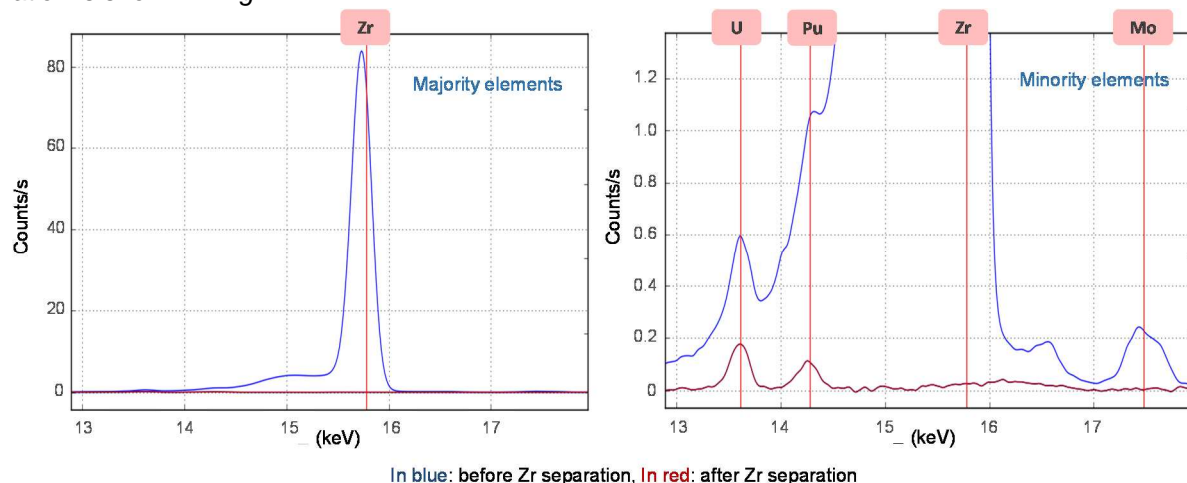 Zr
Majority elements
Counts/s
80
60
40
20
0
13 14 15 16 17
_ (keV)
U Pu Zr Mo
Minority elements
Counts/s
1.2
1.0
0.8
0.6
0.4
0.2
0
13 14 15 16 17
_ (keV)
In blue: before Zr separation, In red: after Zr separation